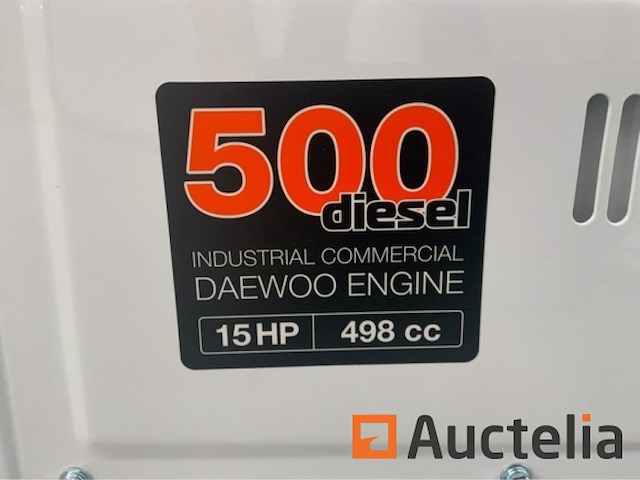 500
diesel
INDUSTRIAL COMMERCIAL
DAEWOO ENGINE
15 HP 498 cc
Auctelia